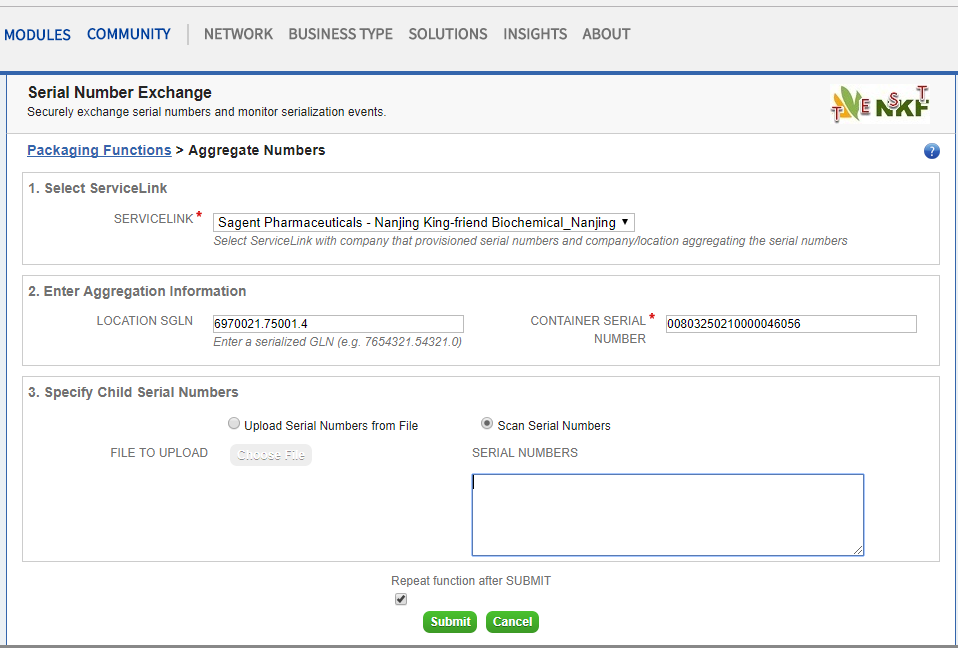 MODULES COMMUNITY NETWORK BUSINESS TYPE SOLUTIONS INSIGHTS ABOUT
Serial Number Exchange
Securely exchange serial numbers and monitor serialization events.
TEST
NKF
Packaging Functions > Aggregate Numbers
?
1. Select ServiceLink
SERVICELINK *
Sagent Pharmaceuticals - Nanjing King-friend Biochemical_Nanjing
Select ServiceLink with company that provisioned serial numbers and company/location aggregating the serial numbers
2. Enter Aggregation Information
LOCATION SGLN
6970021.75001.4
Enter a serialized GLN (e.g. 7654321.54321.0)
CONTAINER SERIAL *
NUMBER
00803250210000046056
3. Specify Child Serial Numbers
Upload Serial Numbers from File
Scan Serial Numbers
FILE TO UPLOAD
Choose File
SERIAL NUMBERS
Repeat function after SUBMIT
Submit
Cancel